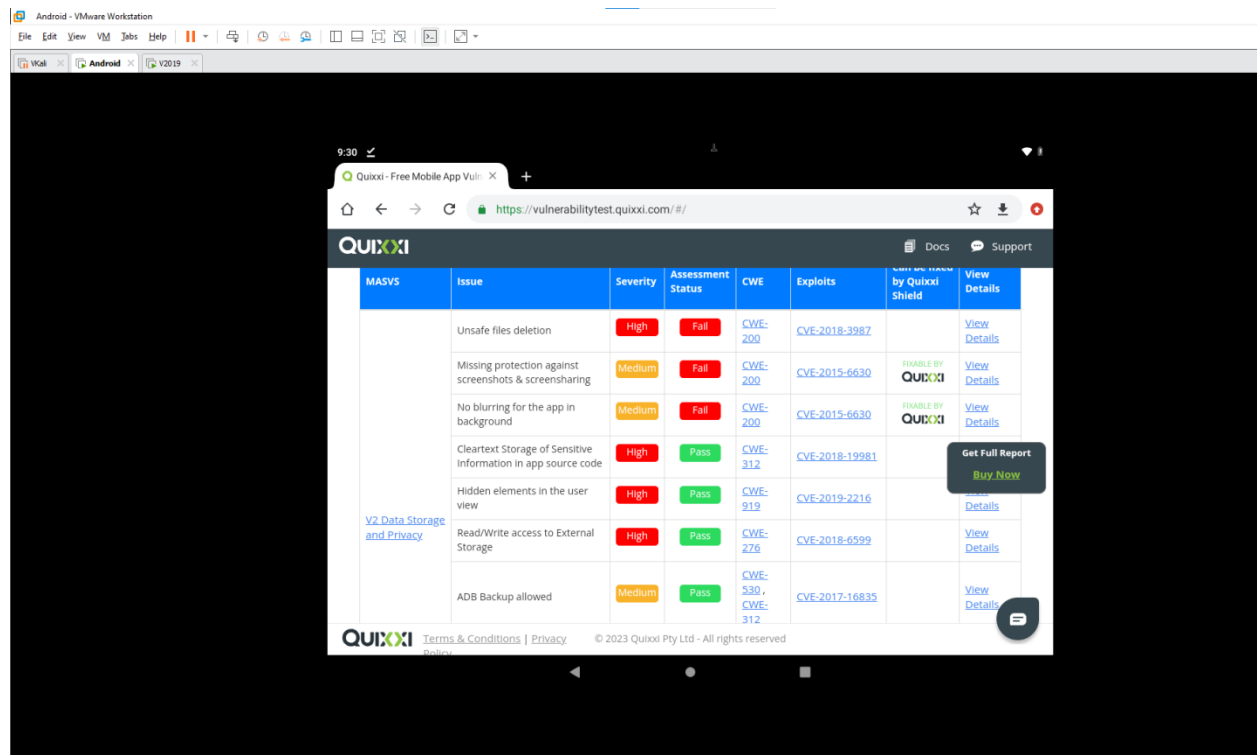 Android - VMware Workstation
File Edit View VM Tabs Help
VKali
Android
V2019
9:30
Quixxi - Free Mobile App Vuln
https://vulnerabilitytest.quixxi.com/#/
QUIXXI
Docs
Support
MASVS
Issue
Severity
Assessment
Status
CWE
Exploits
Can be fixed
by Quixxi
Shield
View
Details
V2 Data Storage
and Privacy
Unsafe files deletion
High
Fail
CWE-
200
CVE-2018-3987
View
Details
Missing protection against
screenshots & screensharing
Medium
Fail
CWE-
200
CVE-2015-6630
FIXABLE BY
QUIXXI
View
Details
No blurring for the app in
background
Medium
Fail
CWE-
200
CVE-2015-6630
FIXABLE BY
QUIXXI
View
Details
Cleartext Storage of Sensitive
Information in app source code
High
Pass
CWE-
312
CVE-2018-19981
Get Full Report
Buy Now
Hidden elements in the user
view
High
Pass
CWE-
919
CVE-2019-2216
View
Details
Read/Write access to External
Storage
High
Pass
CWE-
276
CVE-2018-6599
View
Details
ADB Backup allowed
Medium
Pass
CWE-
530,
CWE-
312
CVE-2017-16835
View
Details
QUIXXI
Terms & Conditions | Privacy
Policy
© 2023 Quixxi Pty Ltd - All rights reserved